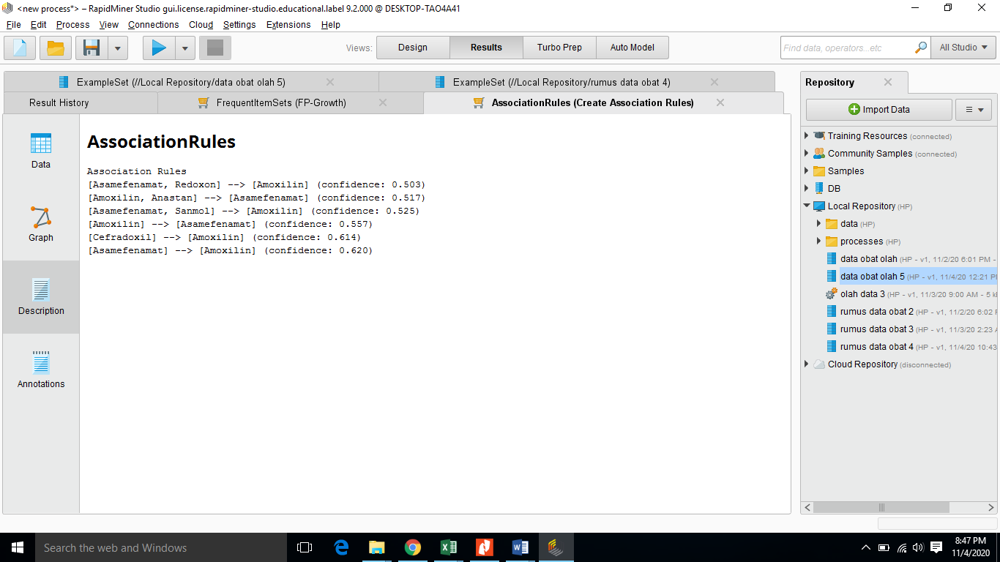 <new process*> – RapidMiner Studio gui.license.rapidminer-studio.educational.label 9.2.000 @ DESKTOP-TAO4A41
File Edit Process View Connections Cloud Settings Extensions Help
Views: Design Results Turbo Prep Auto Model
Find data, operators...etc
All Studio
ExampleSet (//Local Repository/data obat olah 5)
ExampleSet (//Local Repository/rumus data obat 4)
Result History
FrequentItemSets (FP-Growth)
AssociationRules (Create Association Rules)
Data
Graph
Description
Annotations
AssociationRules
Association Rules
[Asamefenamat, Redoxon] --> [Amoxilin] (confidence: 0.503)
[Amoxilin, Anastan] --> [Asamefenamat] (confidence: 0.517)
[Asamefenamat, Sanmol] --> [Amoxilin] (confidence: 0.525)
[Amoxilin] --> [Asamefenamat] (confidence: 0.557)
[Cefradoxil] --> [Amoxilin] (confidence: 0.614)
[Asamefenamat] --> [Amoxilin] (confidence: 0.620)
Repository
Import Data
Training Resources (connected)
Community Samples (connected)
Samples
DB
Local Repository (HP)
data (HP)
processes (HP)
data obat olah (HP - v1, 11/2/20 6:01 PM -
data obat olah 5 (HP - v1, 11/4/20 12:21
olah data 3 (HP - v1, 11/3/20 9:00 AM - 5
rumus data obat 2 (HP - v1, 11/2/20 6:02
rumus data obat 3 (HP - v1, 11/3/20 2:23
rumus data obat 4 (HP - v1, 11/4/20 10:43
Cloud Repository (disconnected)
Search the web and Windows
8:47 PM
11/4/2020